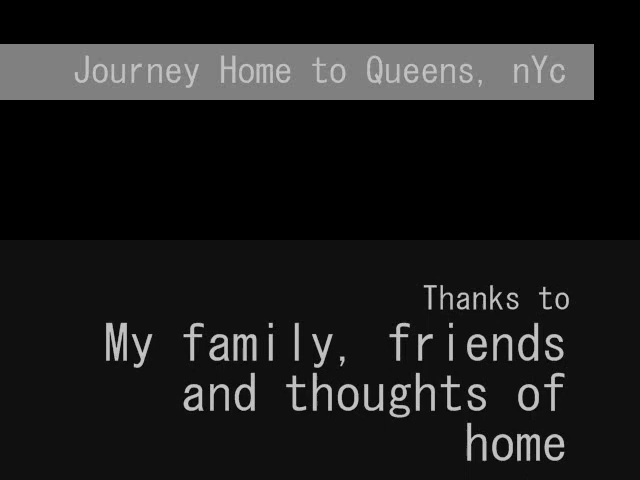 Journey Home to Queens, nYc
Thanks to
My family, friends
and thoughts of
home